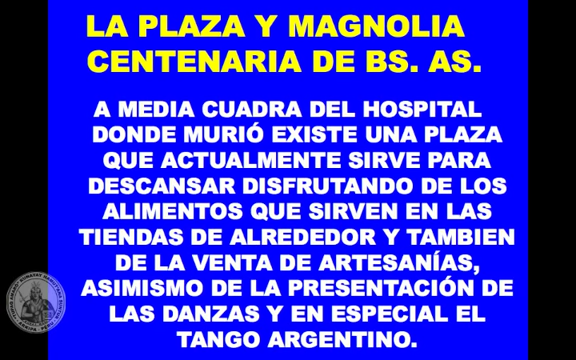 LA PLAZA Y MAGNOLIA
CENTENARIA DE BS. AS.
A MEDIA CUADRA DEL HOSPITAL
DONDE MURIÓ EXISTE UNA PLAZA
QUE ACTUALMENTE SIRVE PARA
DESCANSAR DISFRUTANDO DE LOS
ALIMENTOS QUE SIRVEN EN LAS
TIENDAS DE ALREDEDOR Y TAMBIEN
DE LA VENTA DE ARTESANÍAS,
ASIMISMO DE LA PRESENTACIÓN DE
LAS DANZAS Y EN ESPECIAL EL
TANGO ARGENTINO.